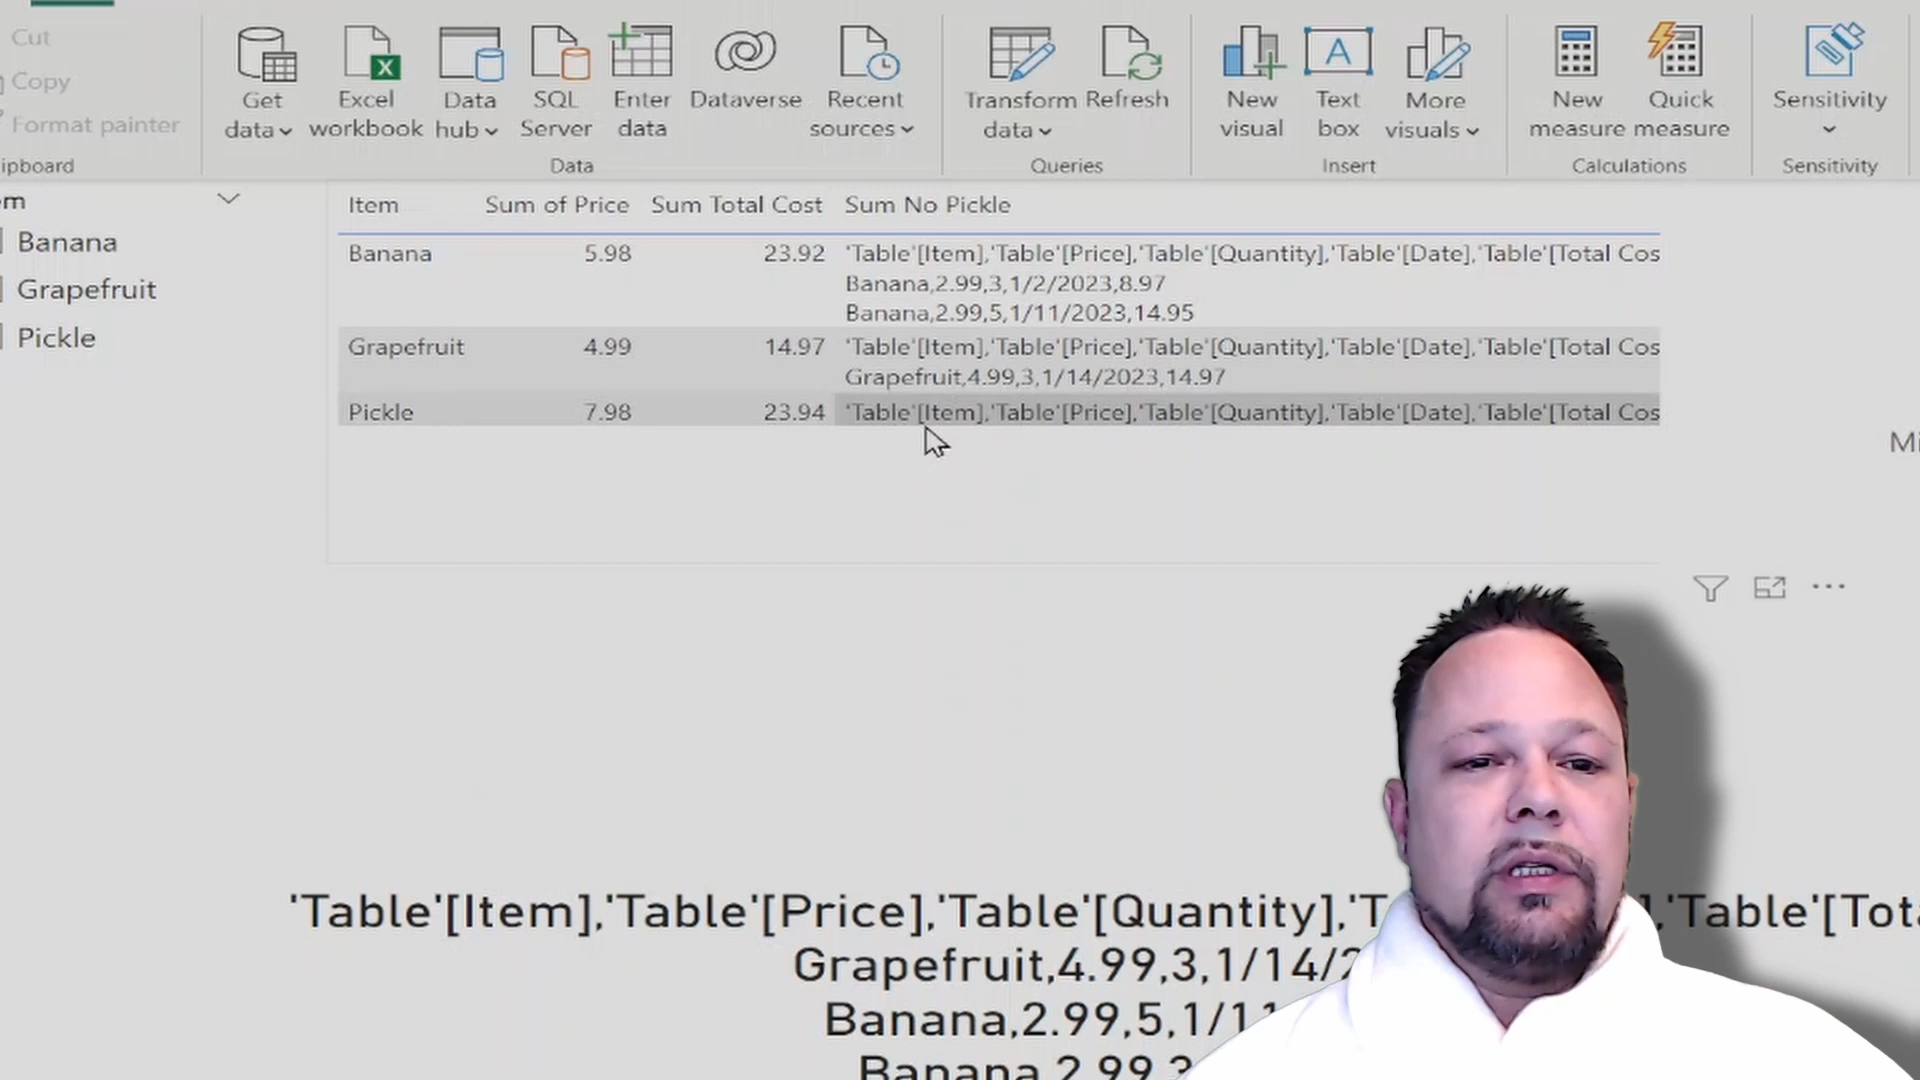 Cut
Copy
Format painter
ipboard
Get data
Excel workbook
Data hub
SQL Server
Enter data
Dataverse
Recent sources
Data
Transform data
Refresh
Queries
New visual
Text box
More visuals
Insert
New measure
Quick measure
Calculations
Sensitivity
Sensitivity
em
Banana
Grapefruit
Pickle
Item Sum of Price Sum Total Cost Sum No Pickle
Banana 5.98 23.92 'Table'[Item],'Table'[Price],'Table'[Quantity],'Table'[Date],'Table'[Total Cos
Banana,2.99,3,1/2/2023,8.97
Banana,2.99,5,1/11/2023,14.95
Grapefruit 4.99 14.97 'Table'[Item],'Table'[Price],'Table'[Quantity],'Table'[Date],'Table'[Total Cos
Grapefruit,4.99,3,1/14/2023,14.97
Pickle 7.98 23.94 'Table'[Item],'Table'[Price],'Table'[Quantity],'Table'[Date],'Table'[Total Cos
Mi
'Table'[Item],'Table'[Price],'Table'[Quantity],'T ],'Table'[Tota
Grapefruit,4.99,3,1/14/2
Banana,2.99,5,1/11
Banana,2.99,3